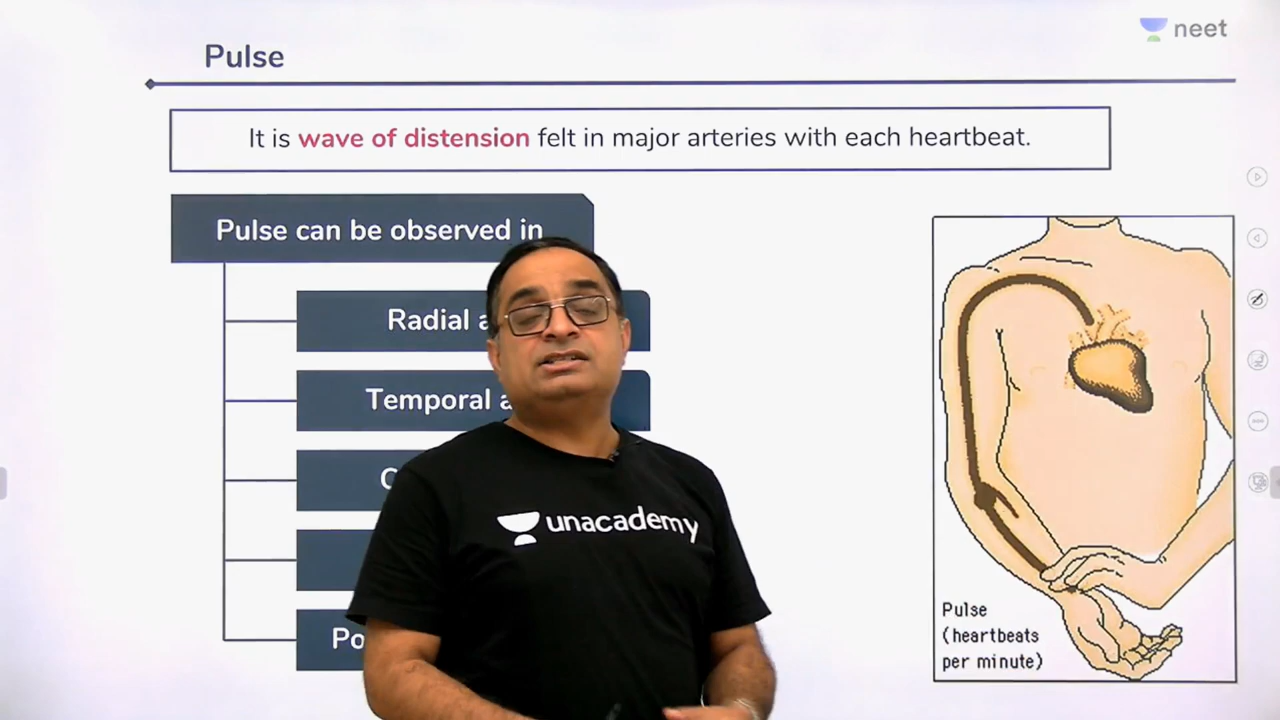 neet
Pulse
It is wave of distension felt in major arteries with each heartbeat.
Pulse can be observed in
Radial
Temporal
unacademy
Pulse
(heartbeats
per minute)